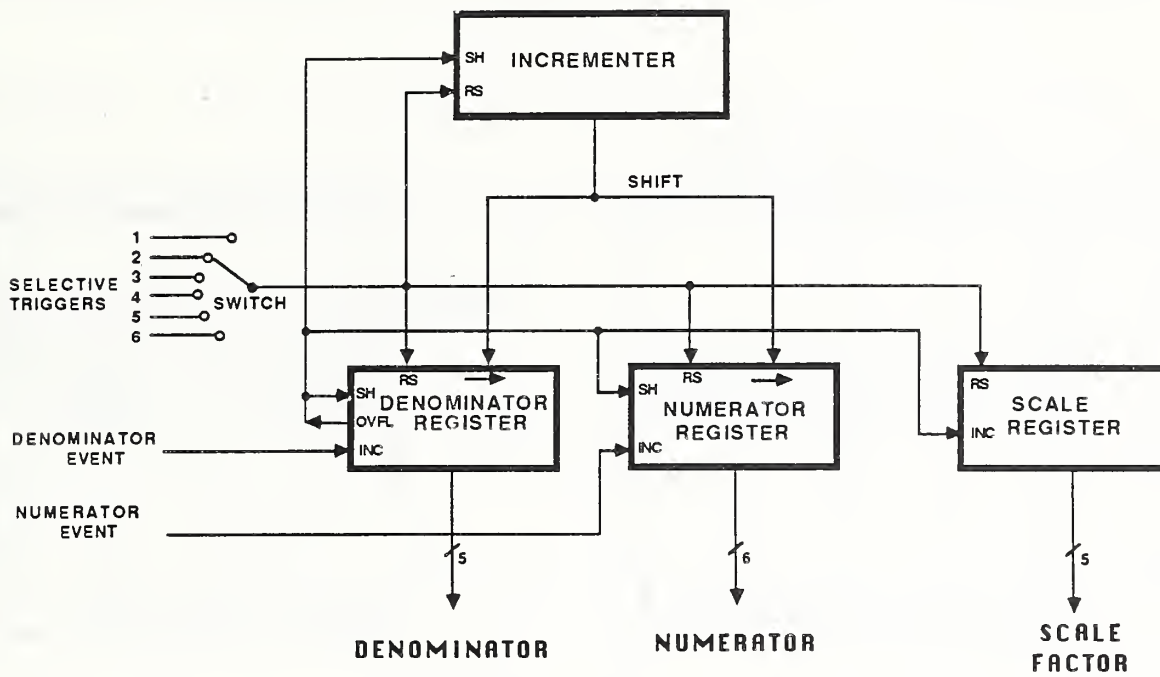 INCREMENTER
SH
RS
SHIFT
1
2
3
4
5
6
SELECTIVE
TRIGGERS
SWITCH
RS
SH
OVFL
INC
DENOMINATOR
REGISTER
RS
SH
INC
NUMERATOR
REGISTER
RS
INC
SCALE
REGISTER
DENOMINATOR
EVENT
NUMERATOR
EVENT
5
6
5
DENOMINATOR
NUMERATOR
SCALE
FACTOR